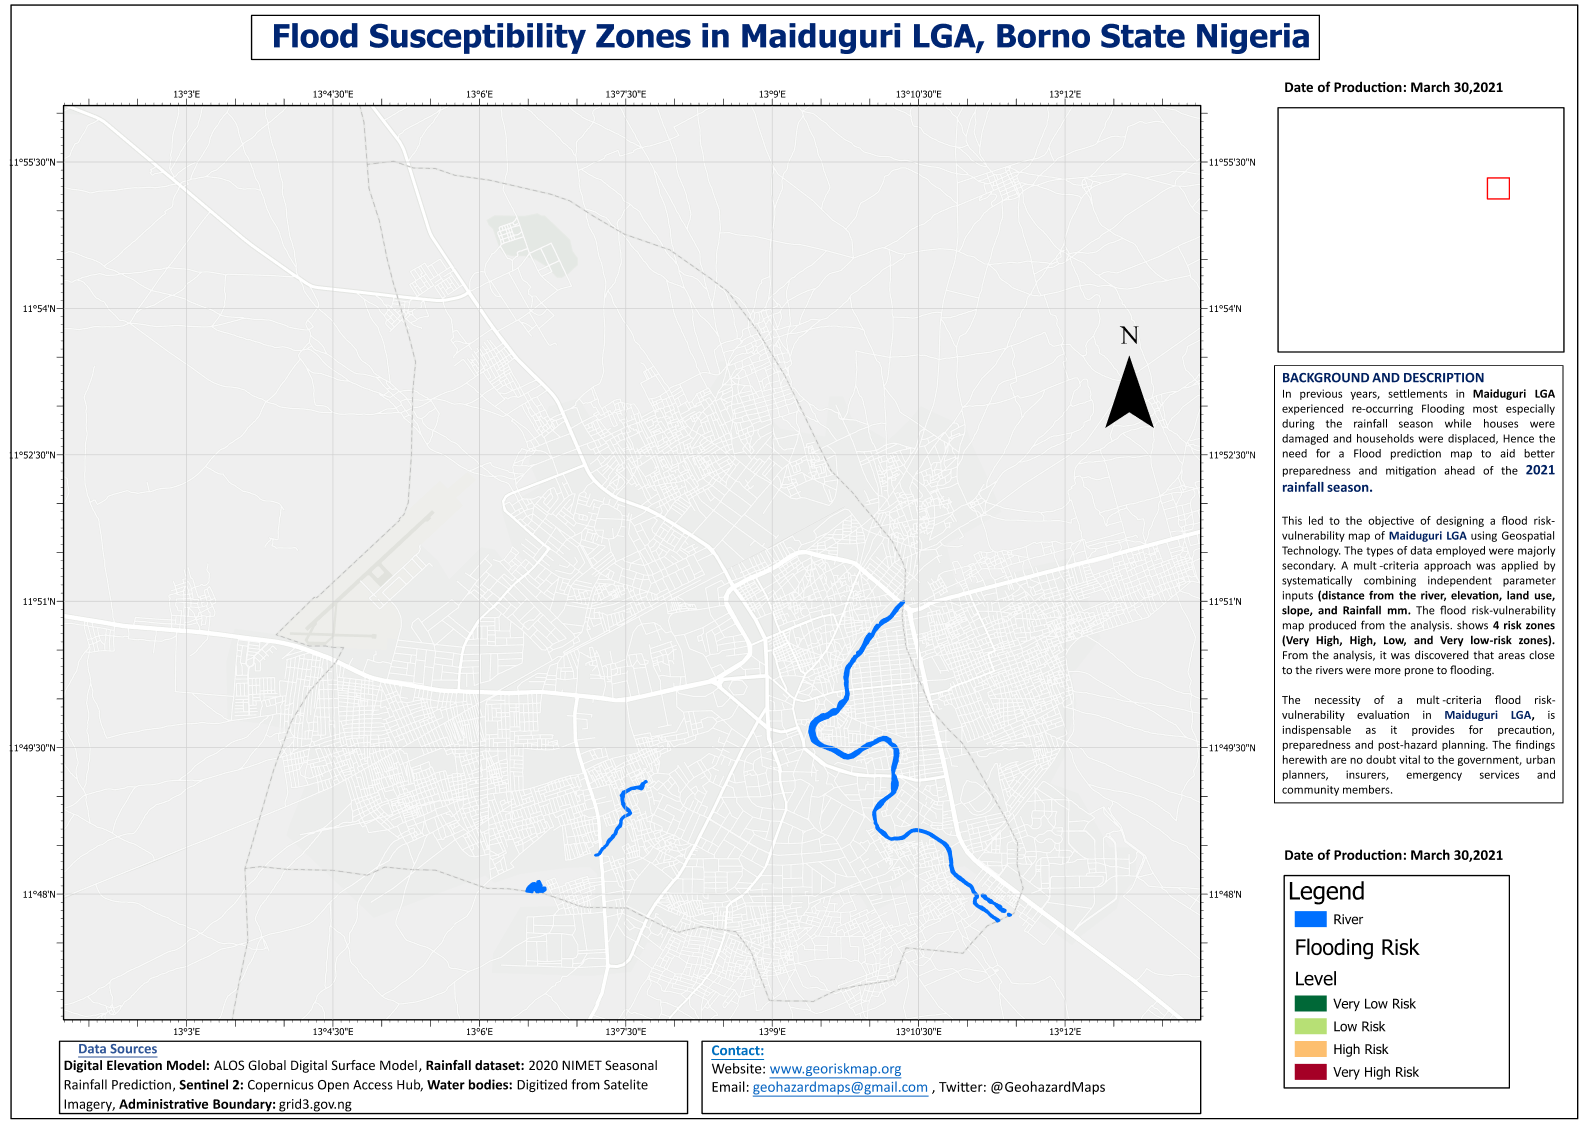 Flood Susceptibility Zones in Maiduguri LGA, Borno State Nigeria
Date of Production: March 30,2021
13°3'E 13°4'30"E 13°6'E 13°7'30"E 13°9'E 13°10'30"E 13°12'E
11°55'30"N 11°55'30"N
11°54'N 11°54'N
N
11°52'30"N 11°52'30"N
11°51'N 11°51'N
11°49'30"N 11°49'30"N
11°48'N 11°48'N
13°3'E 13°4'30"E 13°6'E 13°7'30"E 13°9'E 13°10'30"E 13°12'E
BACKGROUND AND DESCRIPTION
In previous years, settlements in Maiduguri LGA
experienced re-occurring Flooding most especially
during the rainfall season while houses were
damaged and households were displaced, Hence the
need for a Flood prediction map to aid better
preparedness and mitigation ahead of the 2021
rainfall season.
This led to the objective of designing a flood risk-
vulnerability map of Maiduguri LGA using Geospatial
Technology. The types of data employed were majorly
secondary. A mult -criteria approach was applied by
systematically combining independent parameter
inputs (distance from the river, elevation, land use,
slope, and Rainfall mm. The flood risk-vulnerability
map produced from the analysis. shows 4 risk zones
(Very High, High, Low, and Very low-risk zones).
From the analysis, it was discovered that areas close
to the rivers were more prone to flooding.
The necessity of a mult -criteria flood risk-
vulnerability evaluation in Maiduguri LGA, is
indispensable as it provides for precaution,
preparedness and post-hazard planning. The findings
herewith are no doubt vital to the government, urban
planners, insurers, emergency services and
community members.
Date of Production: March 30,2021
Legend
River
Flooding Risk
Level
Very Low Risk
Low Risk
High Risk
Very High Risk
Data Sources
Digital Elevation Model: ALOS Global Digital Surface Model, Rainfall dataset: 2020 NIMET Seasonal
Rainfall Prediction, Sentinel 2: Copernicus Open Access Hub, Water bodies: Digitized from Satelite
Imagery, Administrative Boundary: grid3.gov.ng
Contact:
Website: www.georiskmap.org
Email: geohazardmaps@gmail.com , Twitter: @GeohazardMaps